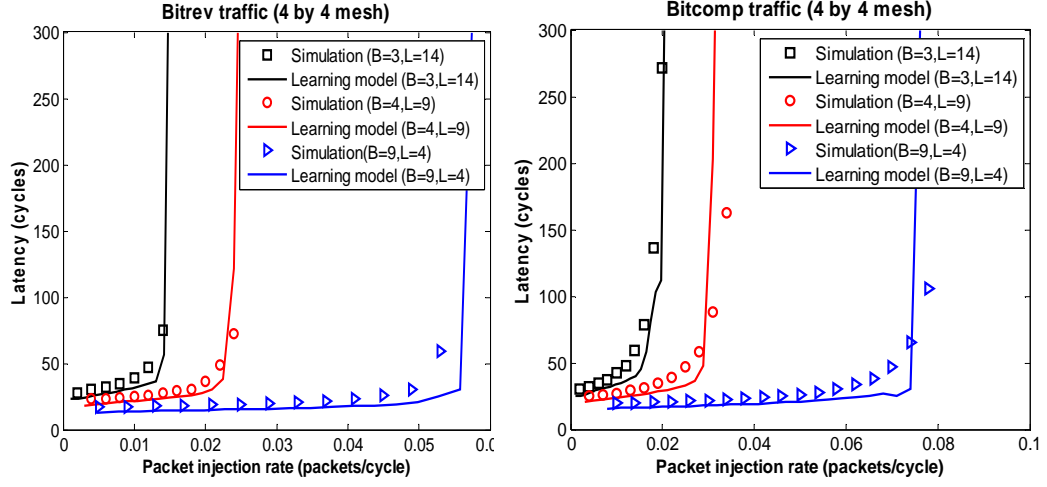 Bitrev traffic (4 by 4 mesh)
300
250
200
150
100
50
0
Latency (cycles)
Simulation (B=3,L=14)
Learning model (B=3,L=14)
Simulation (B=4,L=9)
Learning model (B=4,L=9)
Simulation(B=9,L=4)
Learning model (B=9,L=4)
0 0.01 0.02 0.03 0.04 0.05 0.0
Packet injection rate (packets/cycle)
Bitcomp traffic (4 by 4 mesh)
300
250
200
150
100
50
0
Latency (cycles)
Simulation (B=3,L=14)
Learning model (B=3,L=14)
Simulation (B=4,L=9)
Learning model (B=4,L=9)
Simulation(B=9,L=4)
Learning model (B=9,L=4)
0 0.02 0.04 0.06 0.08 0.1
Packet injection rate (packets/cycle)